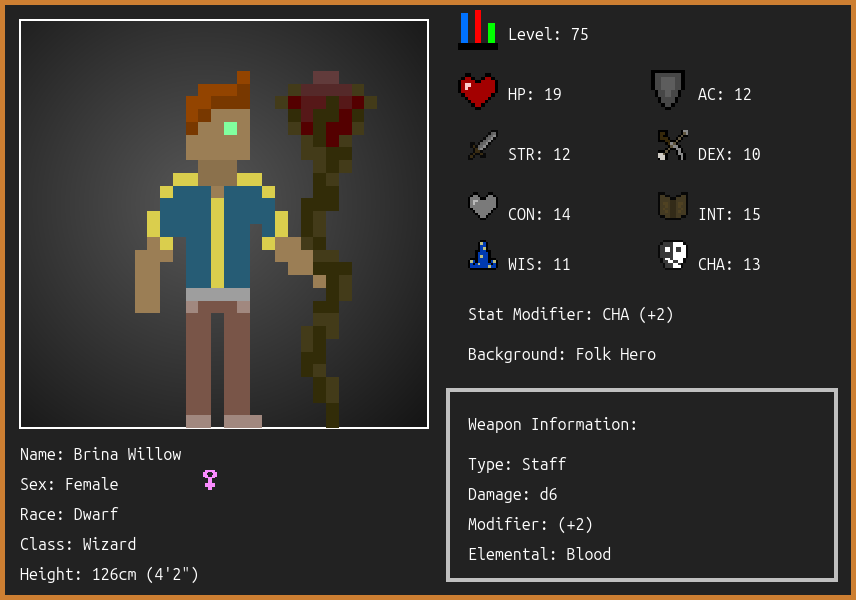 Level: 75
HP: 19
AC: 12
STR: 12
DEX: 10
CON: 14
INT: 15
WIS: 11
CHA: 13
Stat Modifier: CHA (+2)
Background: Folk Hero
Weapon Information:
Type: Staff
Damage: d6
Modifier: (+2)
Elemental: Blood
Name: Brina Willow
Sex: Female
Race: Dwarf
Class: Wizard
Height: 126cm (4'2")